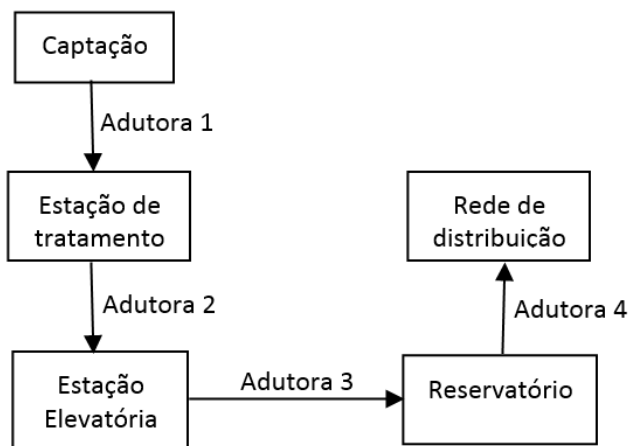 Captação
Adutora 1
Estação de
tratamento
Adutora 2
Estação
Elevatória
Adutora 3
Reservatório
Adutora 4
Rede de
distribuição